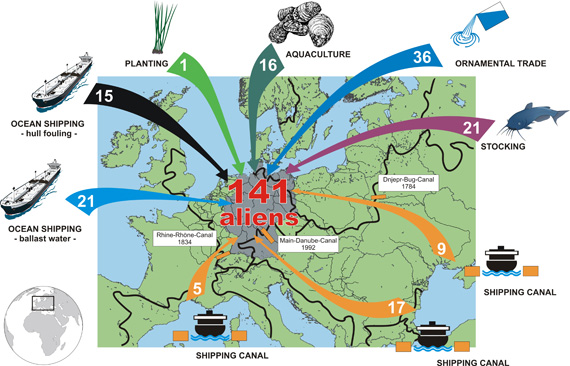 PLANTING
1
AQUACULTURE
16
36
ORNAMENTAL TRADE
OCEAN SHIPPING
- hull fouling -
15
21
STOCKING
OCEAN SHIPPING
- ballast water -
21
141
aliens
Dnjepr-Bug-Canal
1784
Rhine-Rhône-Canal
1834
Main-Danube-Canal
1992
9
SHIPPING CANAL
5
SHIPPING CANAL
17
SHIPPING CANAL